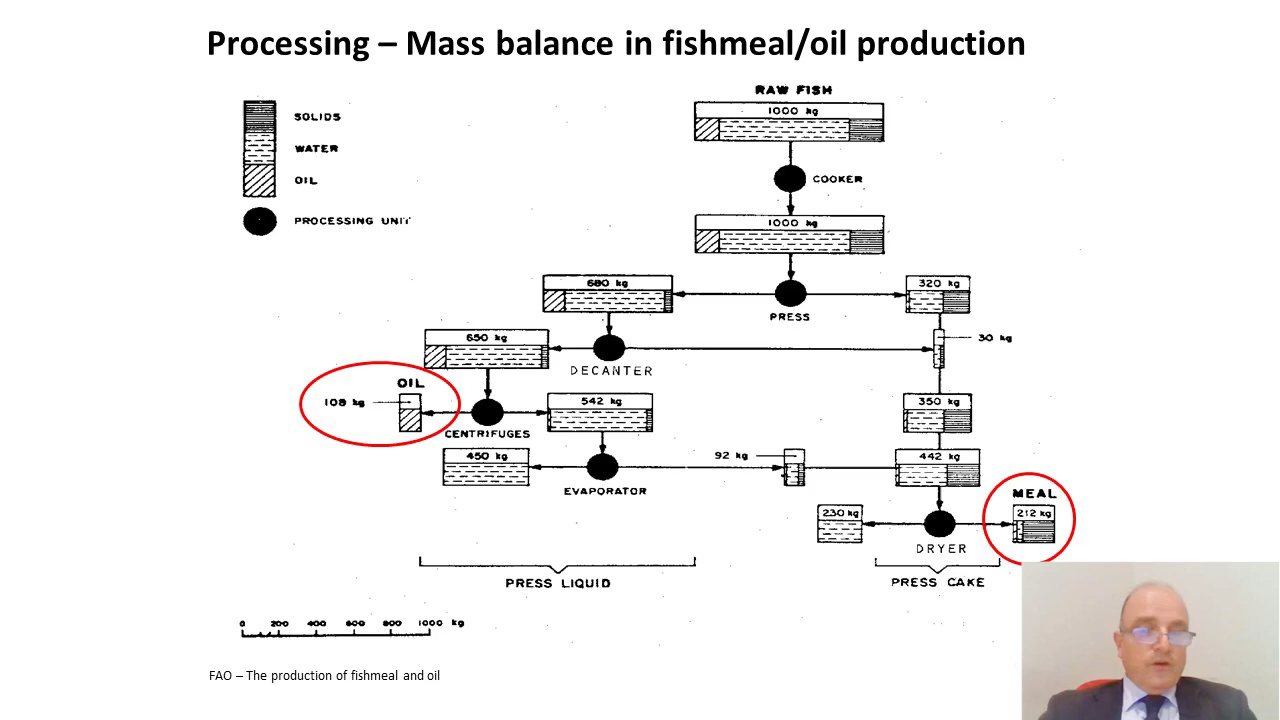 Processing – Mass balance in fishmeal/oil production
SOLIDS
WATER
OIL
PROCESSING UNIT
RAW FISH
1000 kg
COOKER
1000 kg
680 kg
PRESS
320 kg
650 kg
DECANTER
30 kg
OIL
108 kg
CENTRIFUGES
542 kg
350 kg
450 kg
EVAPORATOR
92 kg
442 kg
MEAL
230 kg
DRYER
212 kg
PRESS LIQUID
PRESS CAKE
0 200 400 600 800 1000 kg
FAO – The production of fishmeal and oil